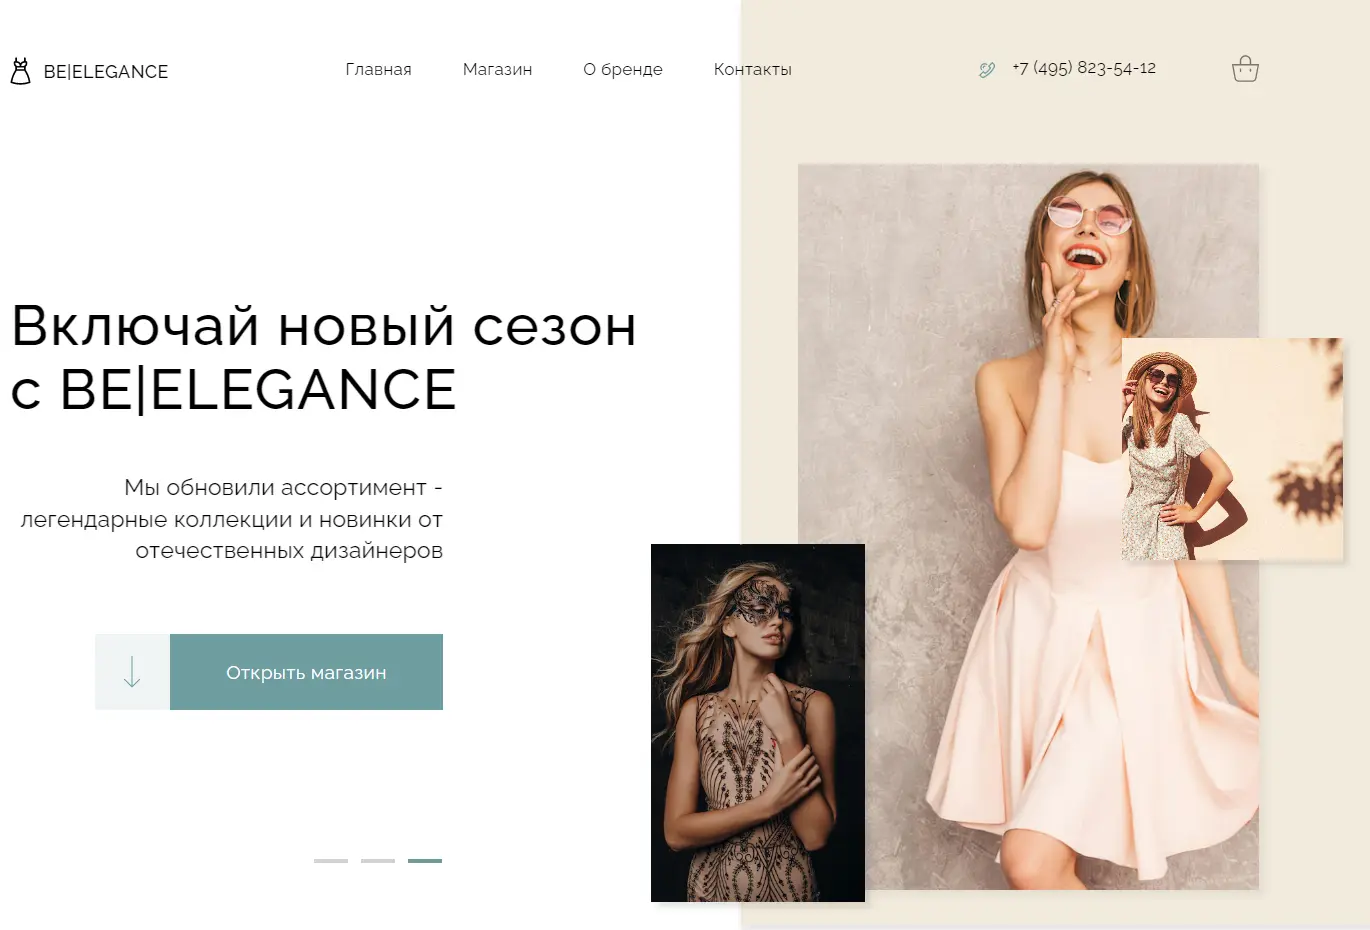 BE|ELEGANCE
Главная
Магазин
О бренде
Контакты
+7 (495) 823-54-12
Включай новый сезон
с BE|ELEGANCE
Мы обновили ассортимент -
легендарные коллекции и новинки от
отечественных дизайнеров
Открыть магазин